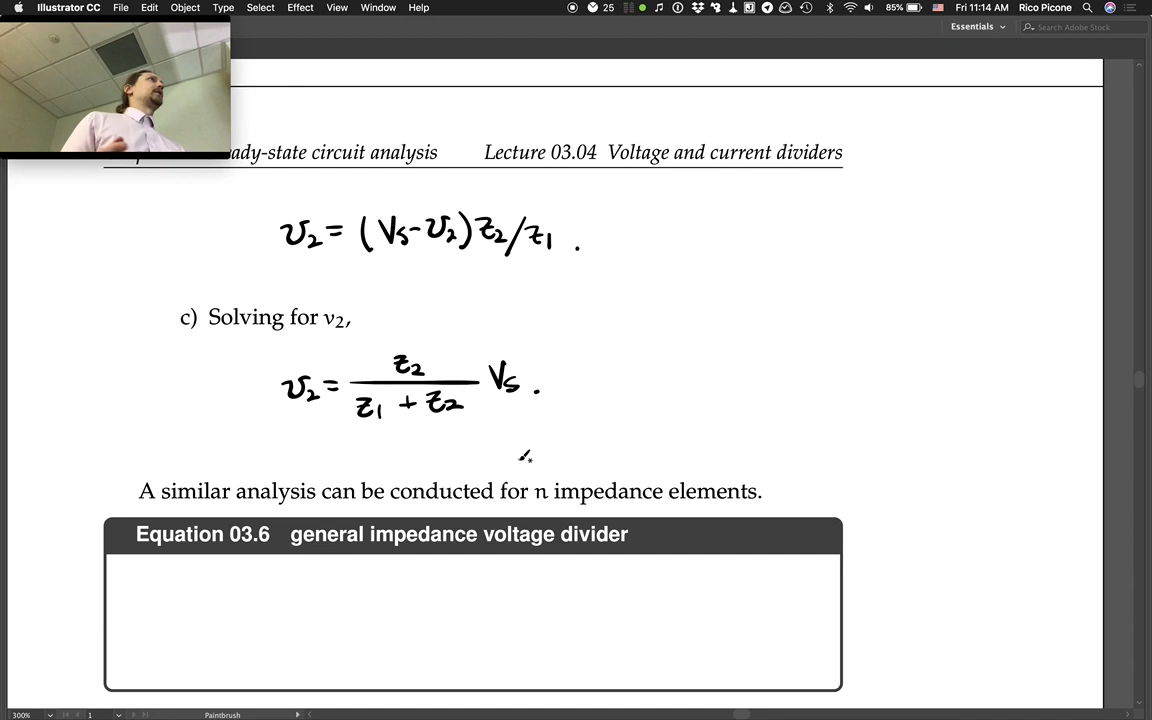 Illustrator CC File Edit Object Type Select Effect View Window Help 25 85% Fri 11:14 AM Rico Picone
Essentials Search Adobe Stock
ady-state circuit analysis Lecture 03.04 Voltage and current dividers
v₂ = (Vs - v₂) z₂/z₁ .
c) Solving for v₂,
v₂ = z₂ / (z₁ + z₂) Vs .
A similar analysis can be conducted for n impedance elements.
Equation 03.6 general impedance voltage divider
300% 1 Paintbrush